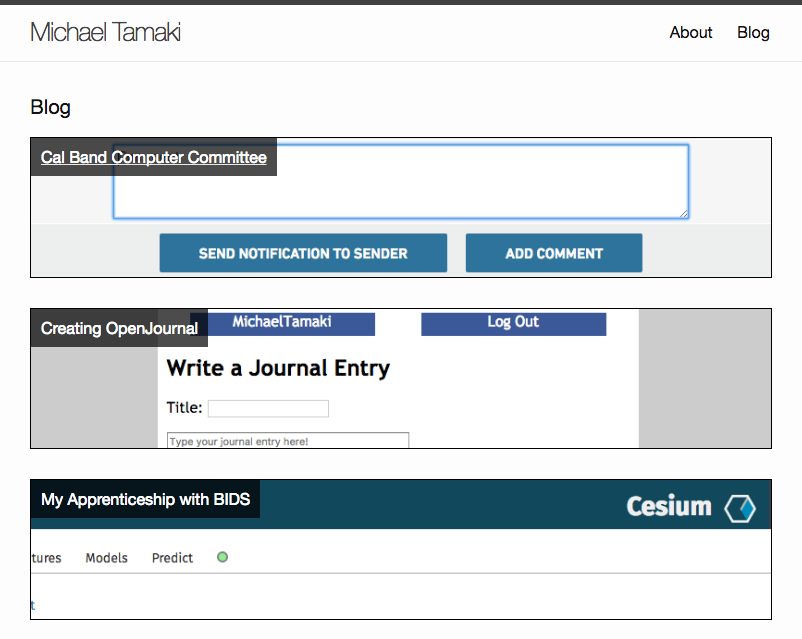 Michael Tamaki
About Blog
Blog
Cal Band Computer Committee
SEND NOTIFICATION TO SENDER ADD COMMENT
Creating OpenJournal MichaelTamaki Log Out
Write a Journal Entry
Title:
Type your journal entry here!
My Apprenticeship with BIDS Cesium
tures Models Predict
t